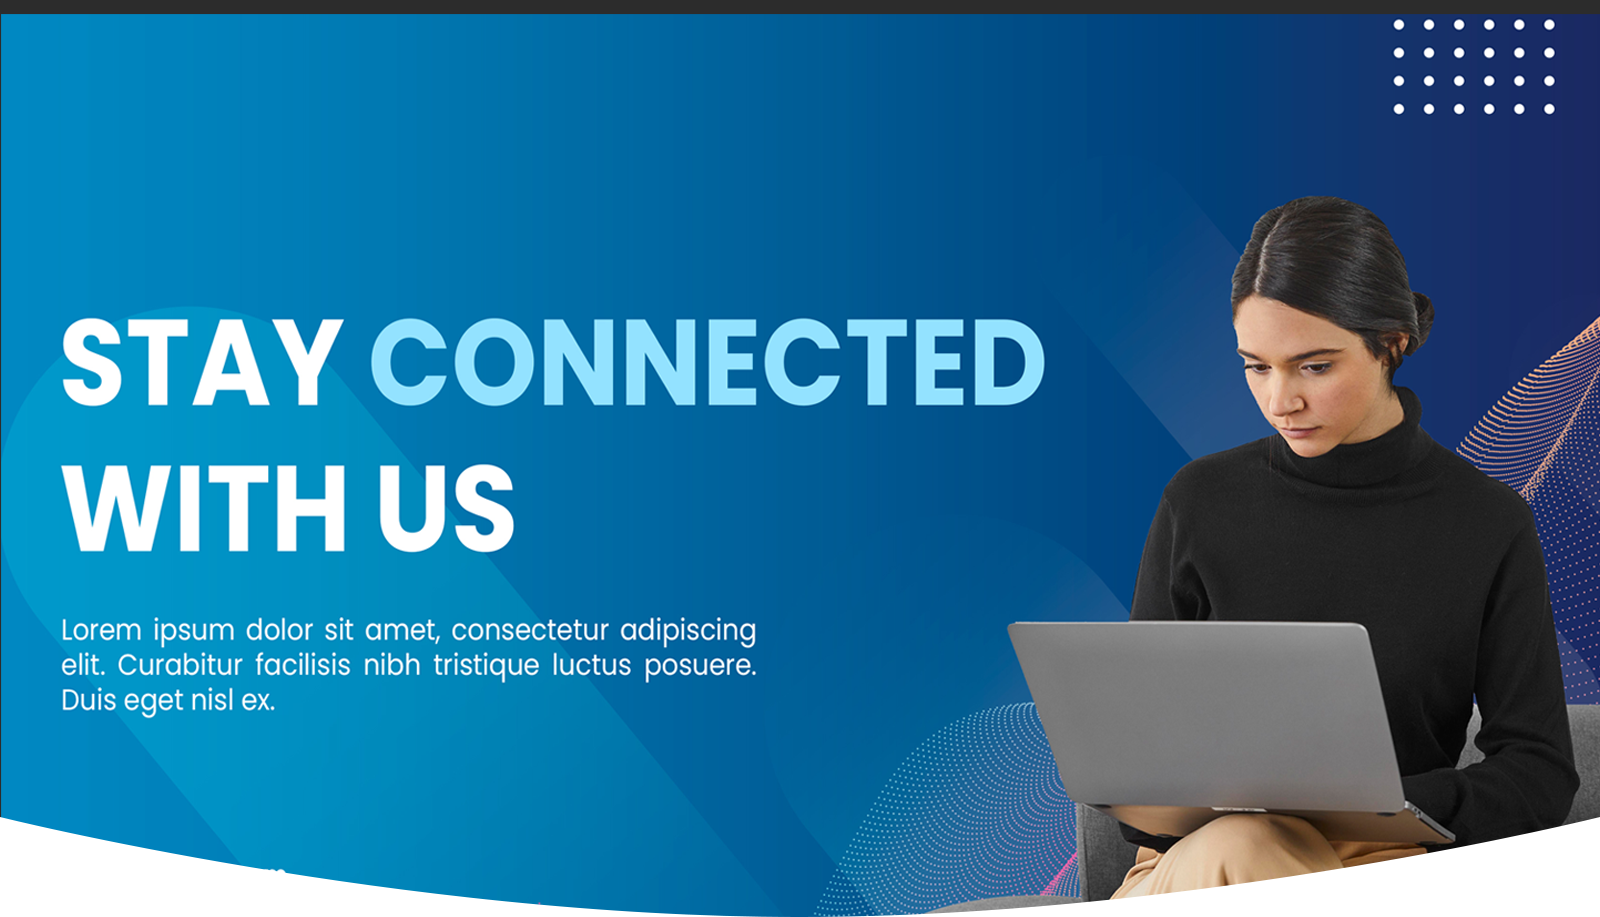 STAY CONNECTED
WITH US
Lorem ipsum dolor sit amet, consectetur adipiscing
elit. Curabitur facilisis nibh tristique luctus posuere.
Duis eget nisl ex.